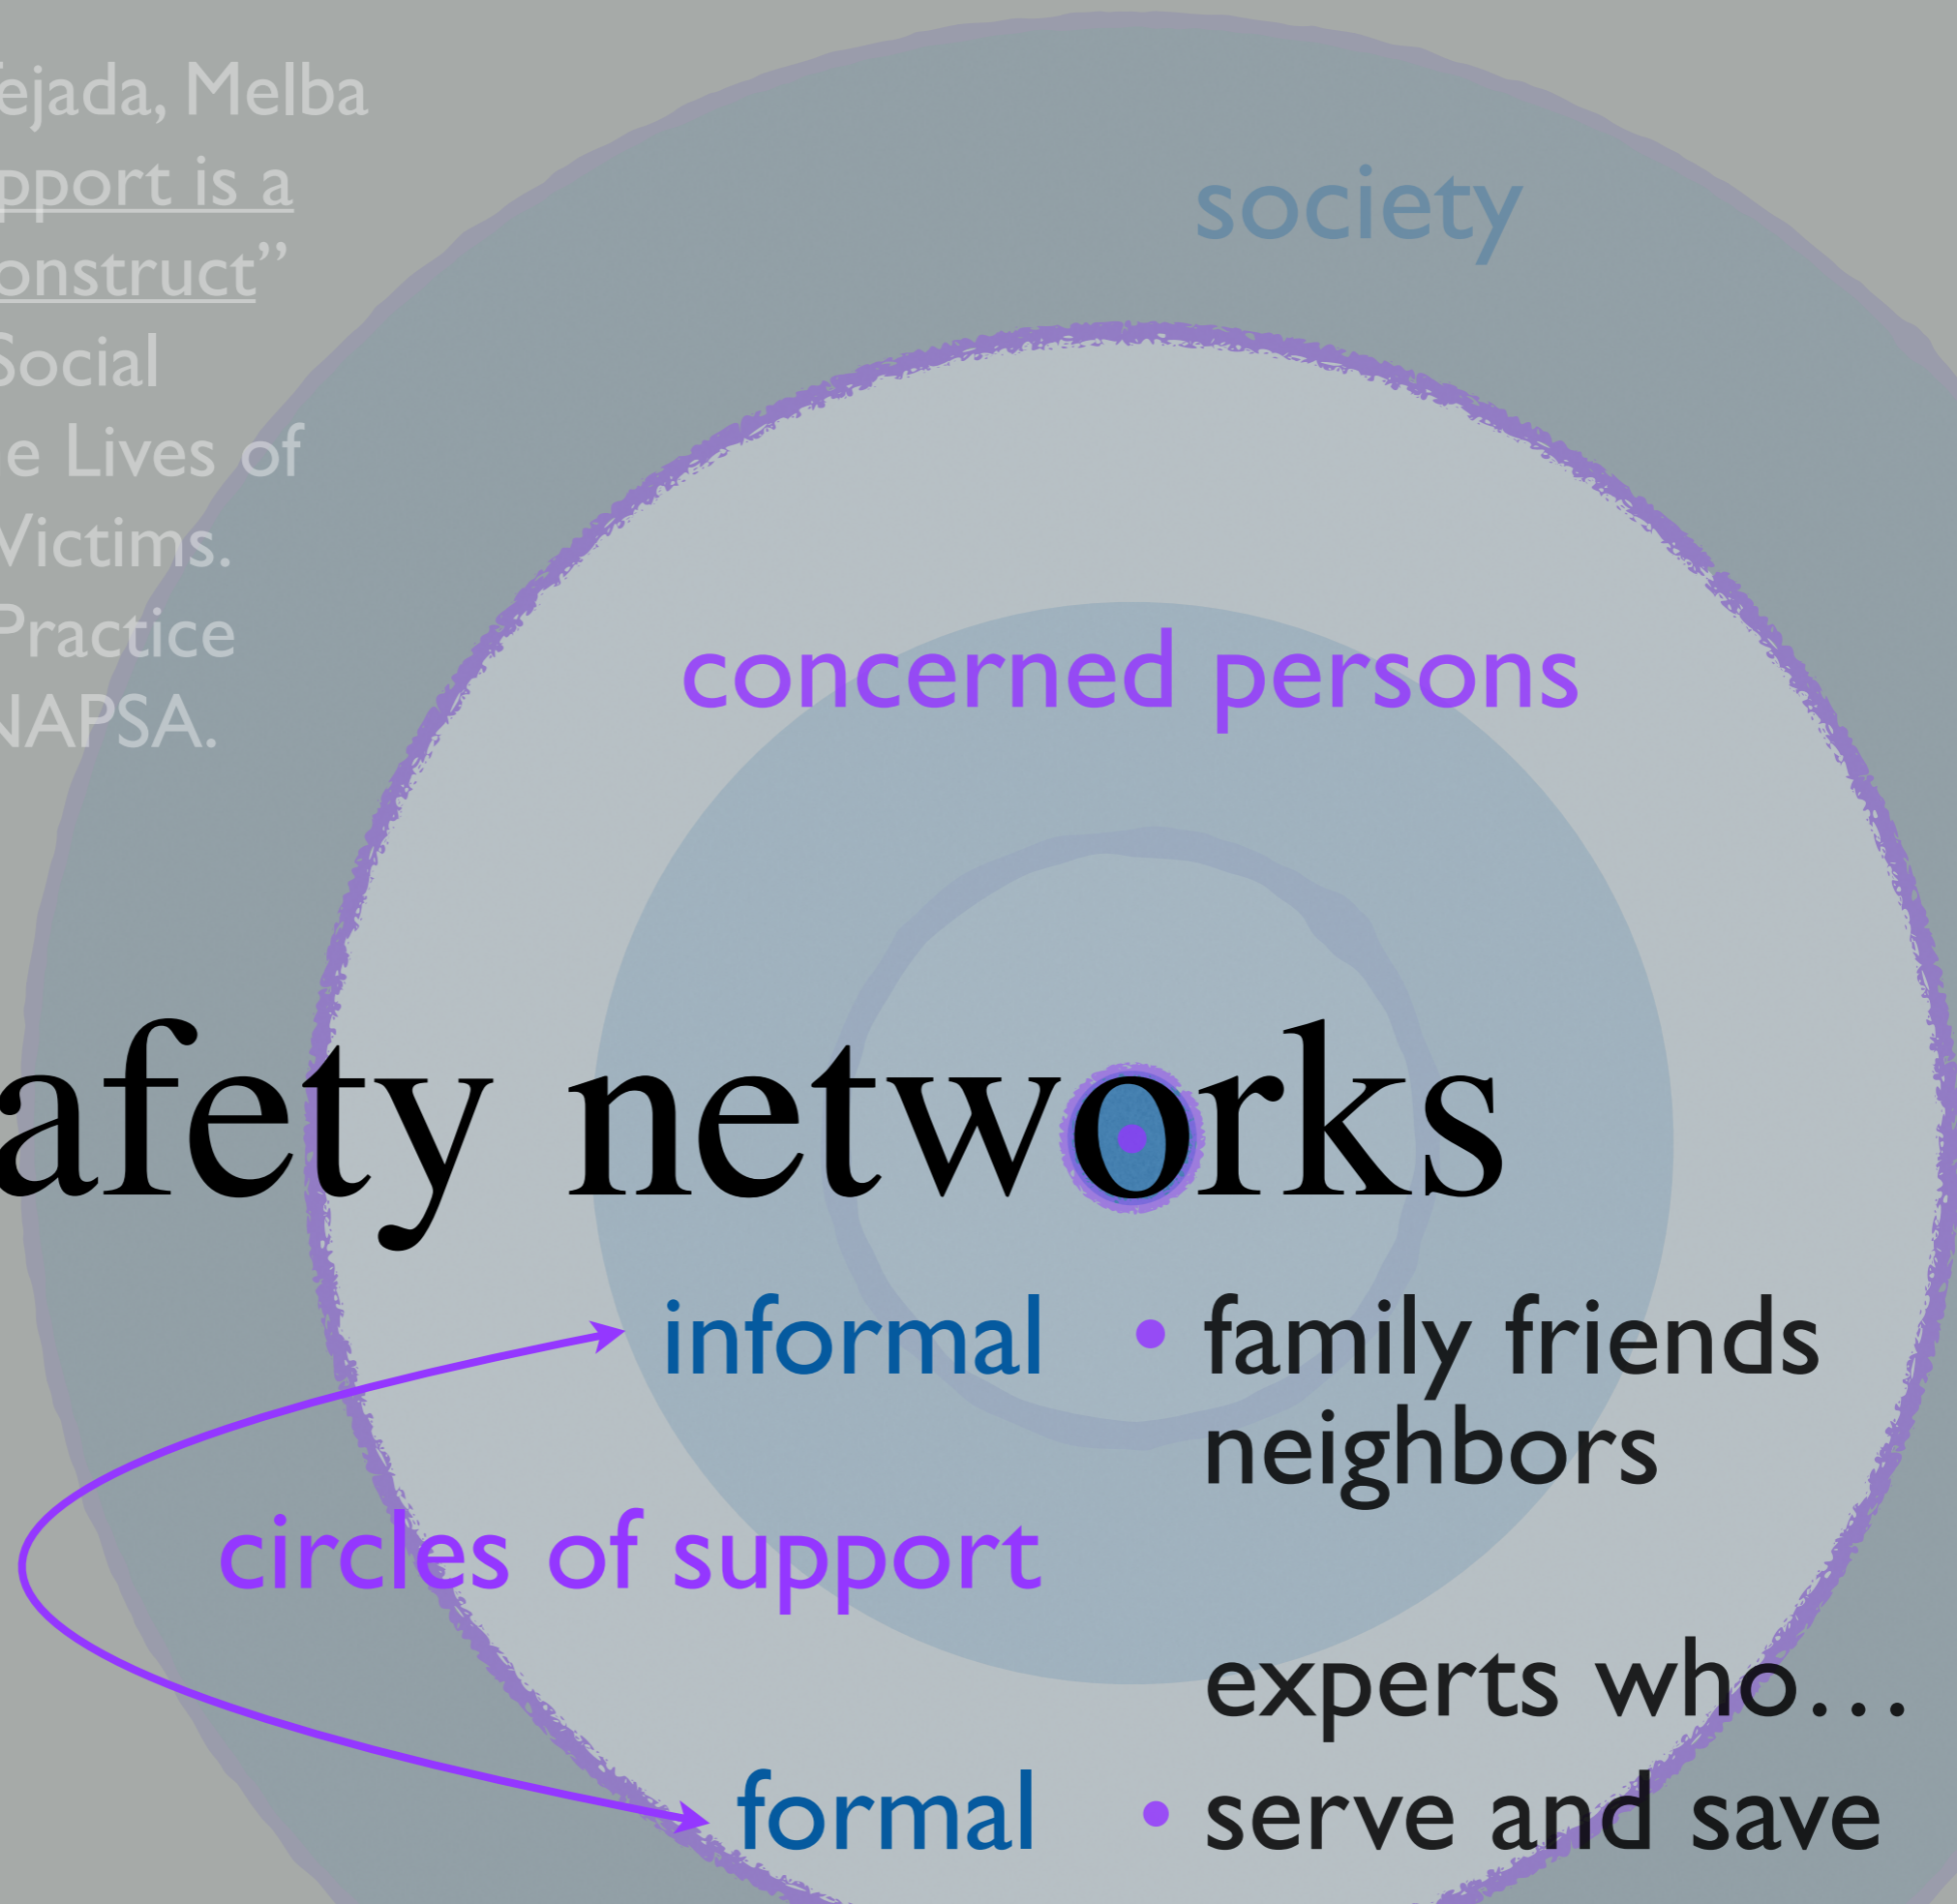 ejada, Melba
pport is a
onstruct”
Social
e Lives of
Victims.
Practice
NAPSA.
society
concerned persons
afety networks
informal • family friends
neighbors
circles of support
experts who…
formal • serve and save